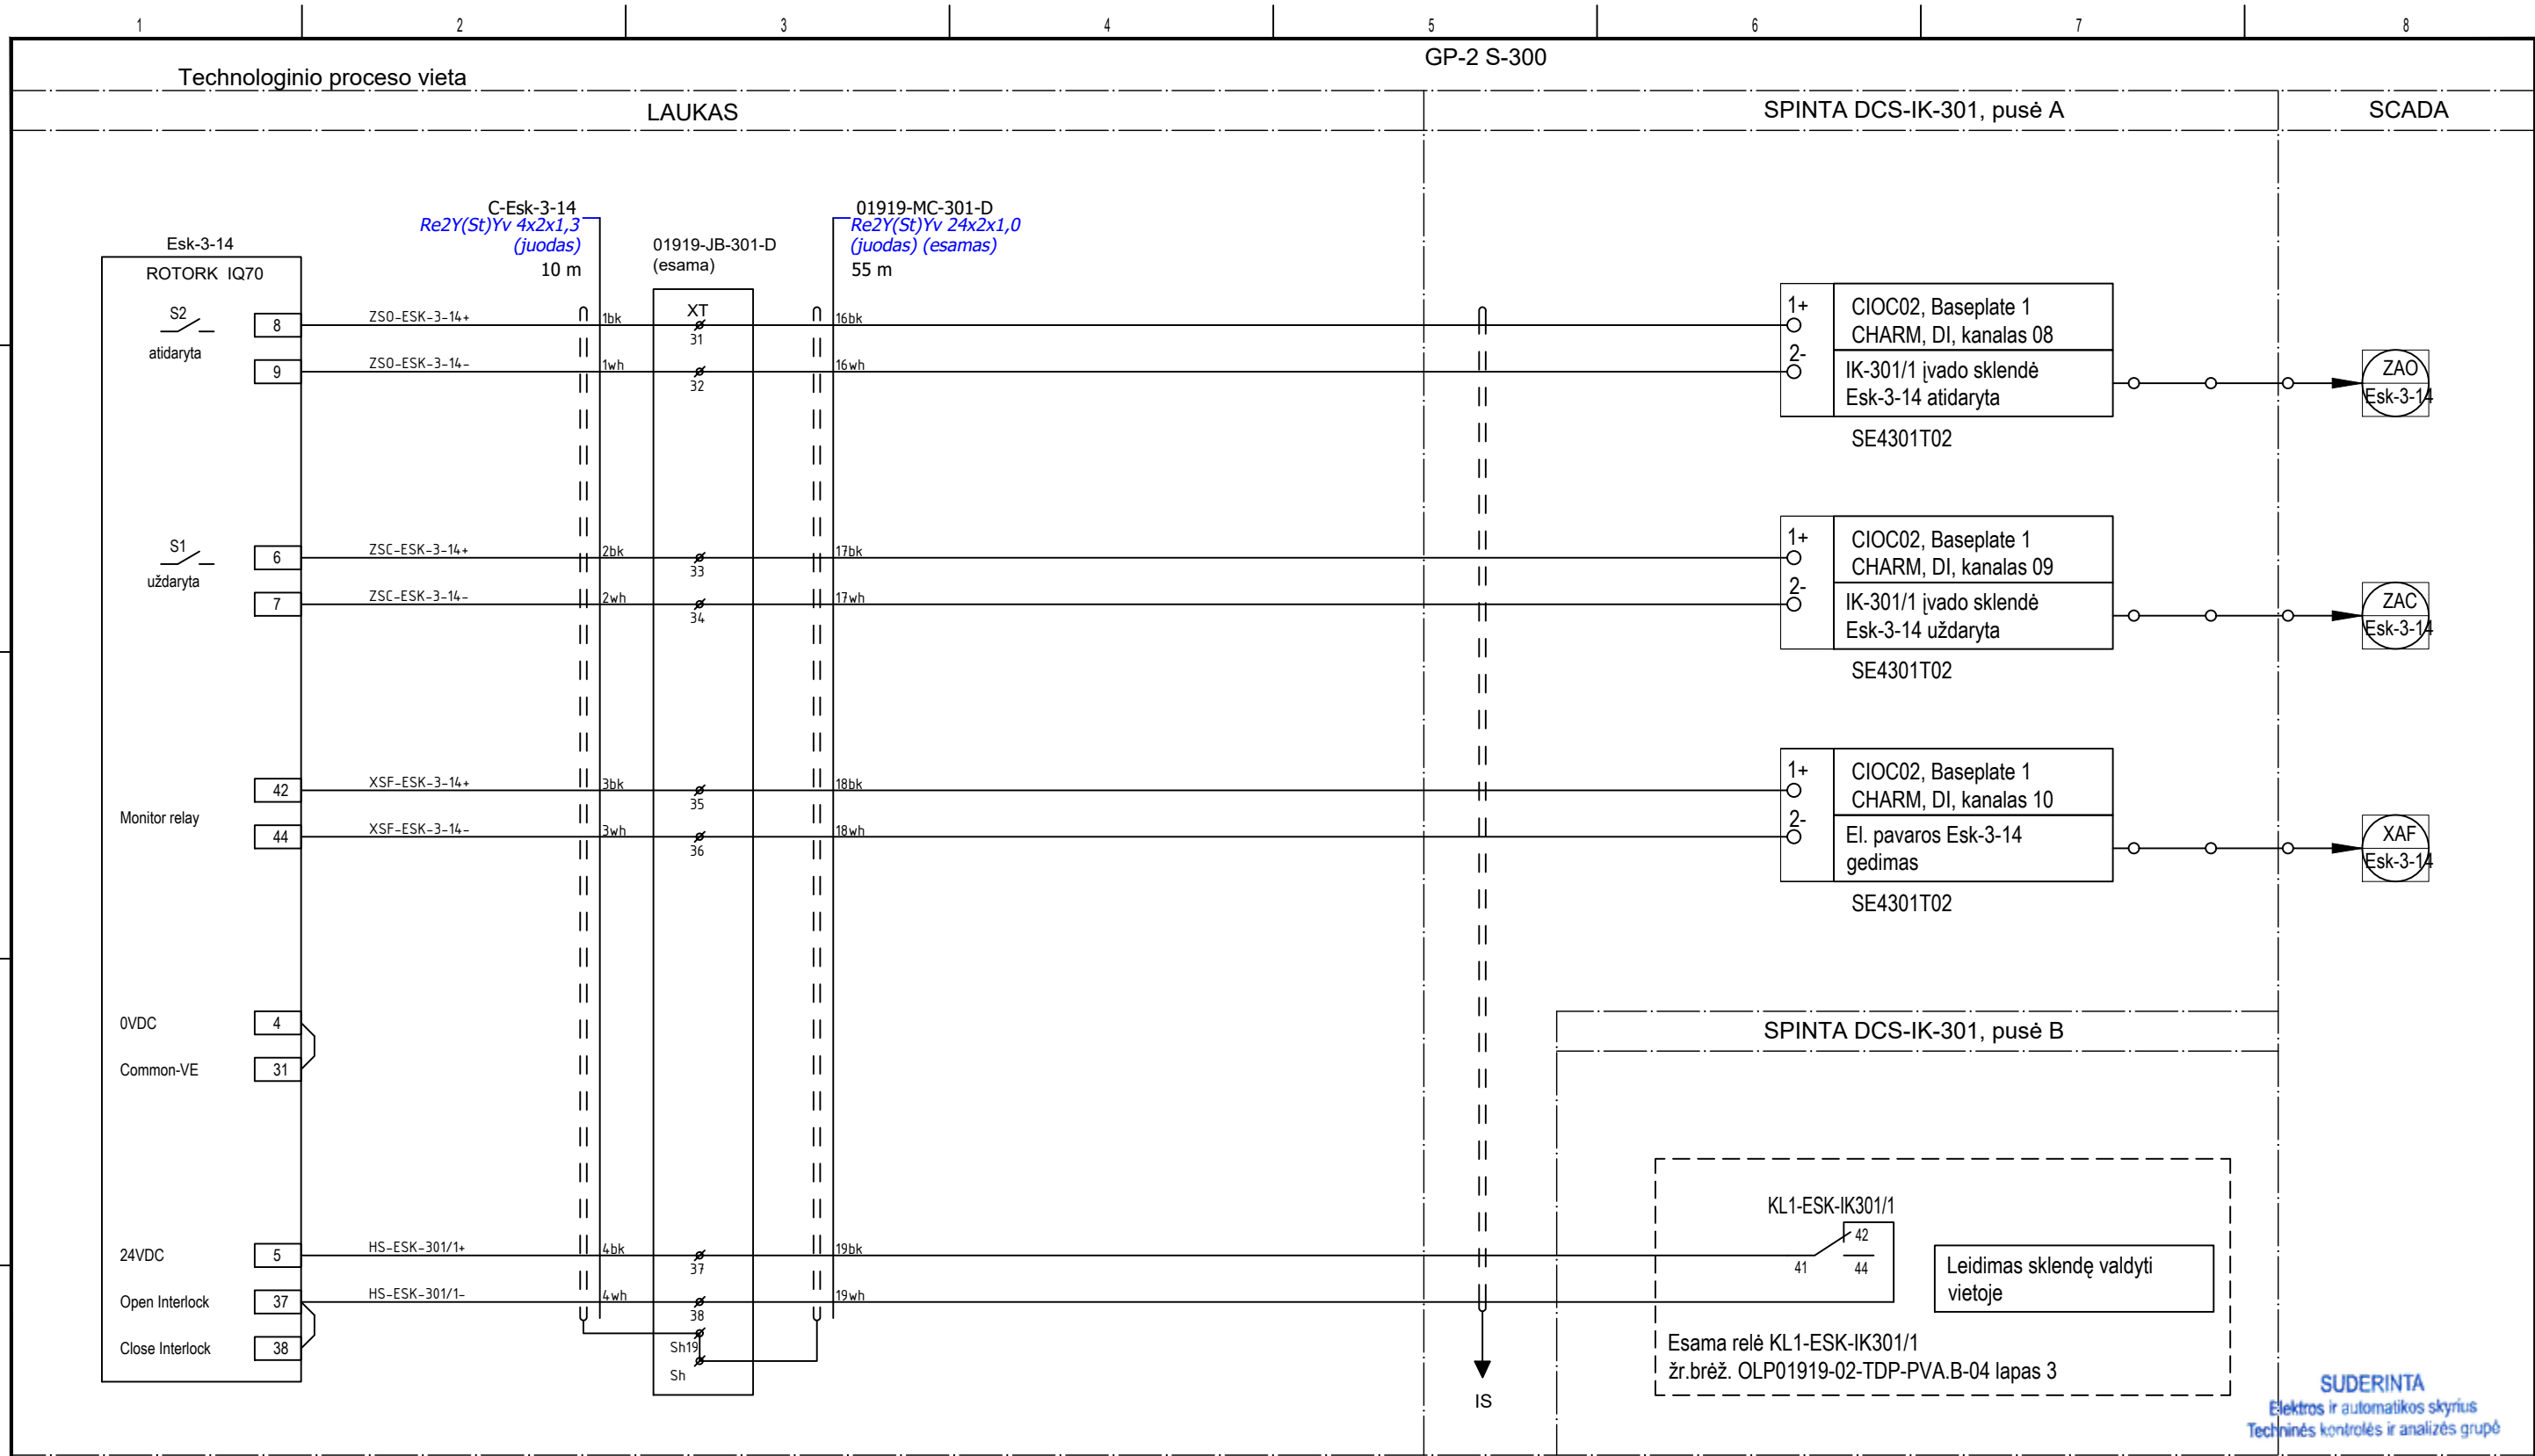 1 2 3 4 5 6 7 8
GP-2 S-300
Technologinio proceso vieta
LAUKAS
SPINTA DCS-IK-301, pusė A
SCADA
C-Esk-3-14
Re2Y(St)Yv 4x2x1,3
(juodas)
10 m
01919-JB-301-D
(esama)
01919-MC-301-D
Re2Y(St)Yv 24x2x1,0
(juodas) (esamas)
55 m
Esk-3-14
ROTORK IQ70
XT
S2
atidaryta
8
ZSO-ESK-3-14+
1bk
31
16bk
9
ZSO-ESK-3-14-
1wh
32
16wh
1+
2-
CIOC02, Baseplate 1
CHARM, DI, kanalas 08
IK-301/1 įvado sklendė
Esk-3-14 atidaryta
SE4301T02
ZAO
Esk-3-14
S1
uždaryta
6
ZSC-ESK-3-14+
2bk
33
17bk
7
ZSC-ESK-3-14-
2wh
34
17wh
1+
2-
CIOC02, Baseplate 1
CHARM, DI, kanalas 09
IK-301/1 įvado sklendė
Esk-3-14 uždaryta
SE4301T02
ZAC
Esk-3-14
Monitor relay
42
XSF-ESK-3-14+
3bk
35
18bk
44
XSF-ESK-3-14-
3wh
36
18wh
1+
2-
CIOC02, Baseplate 1
CHARM, DI, kanalas 10
El. pavaros Esk-3-14
gedimas
SE4301T02
XAF
Esk-3-14
0VDC
4
Common-VE
31
SPINTA DCS-IK-301, pusė B
24VDC
5
HS-ESK-301/1+
4bk
37
19bk
Open Interlock
37
HS-ESK-301/1-
4wh
38
19wh
Close Interlock
38
Sh19
Sh
IS
KL1-ESK-IK301/1
42
41
44
Leidimas sklendę valdyti
vietoje
Esama relė KL1-ESK-IK301/1
žr.brėž. OLP01919-02-TDP-PVA.B-04 lapas 3
SUDERINTA
Elektros ir automatikos skyrius
Techninės kontrolės ir analizės grupė